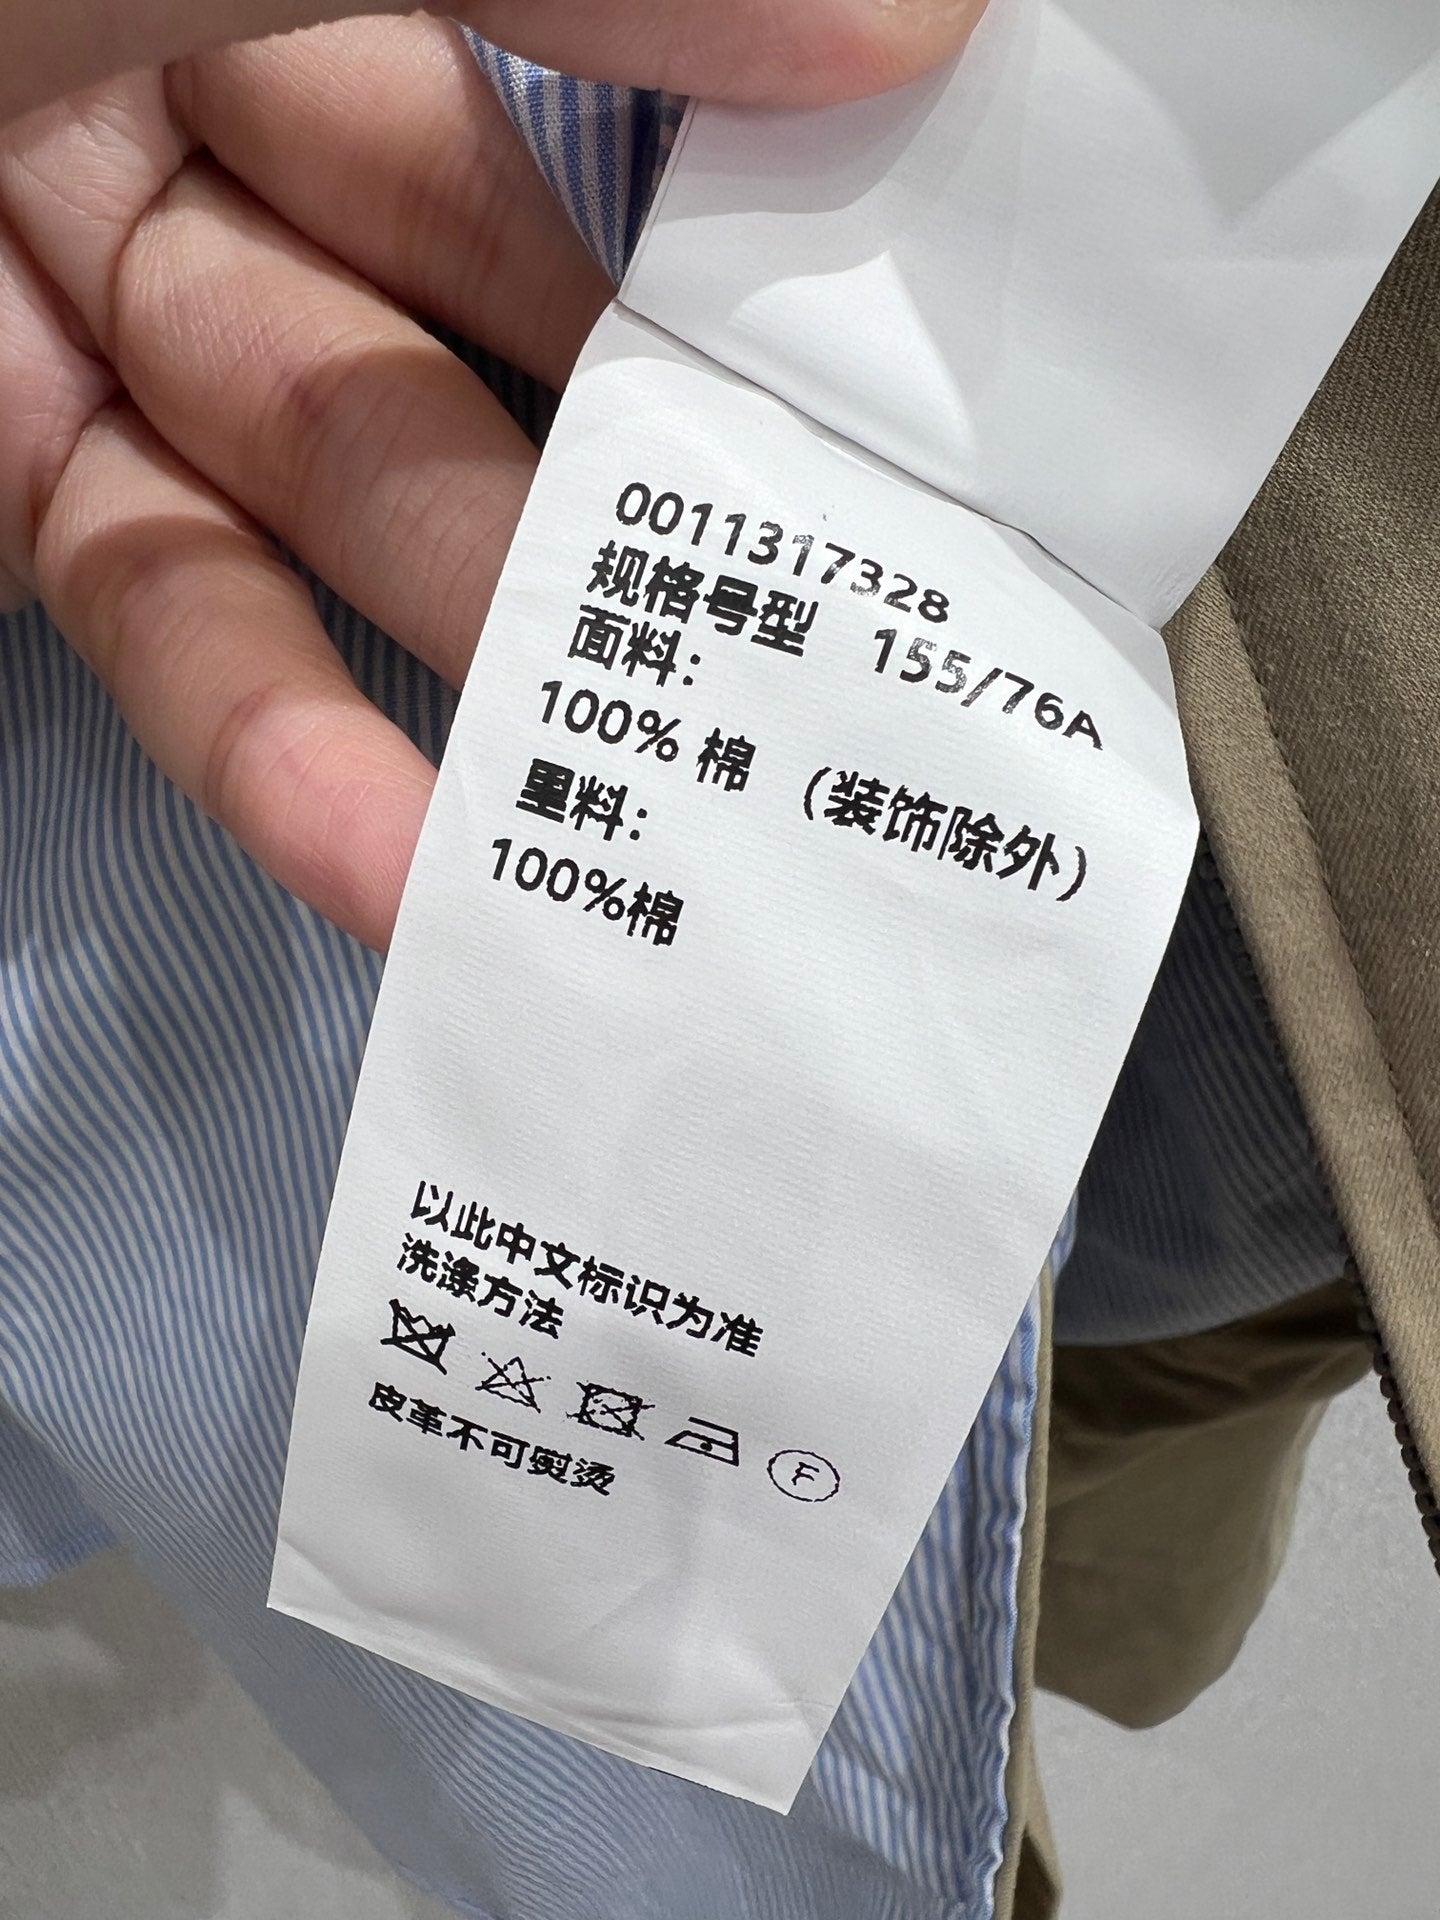 0011317328
规格号型 155/76A
面料：
100% 棉 （装饰除外）
里料：
100%棉
以此中文标识为准
洗涤方法
F
皮革不可熨烫